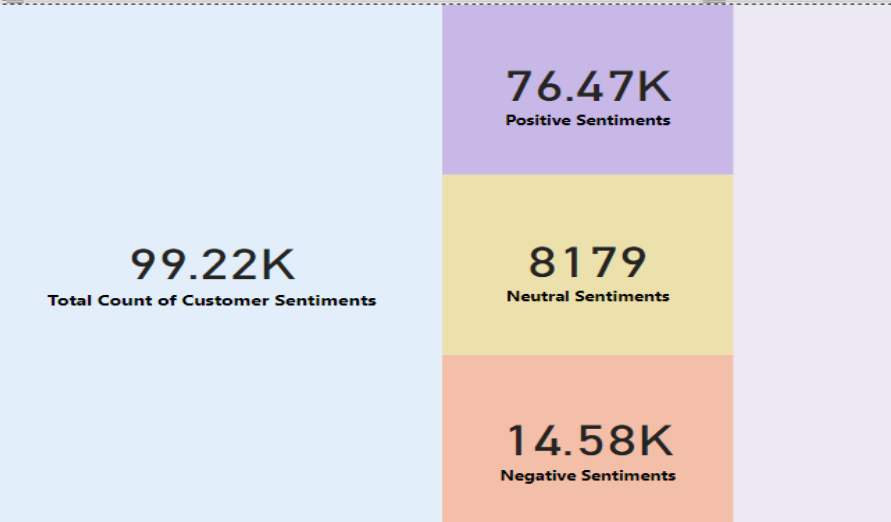 99.22K
Total Count of Customer Sentiments
76.47K
Positive Sentiments
8179
Neutral Sentiments
14.58K
Negative Sentiments